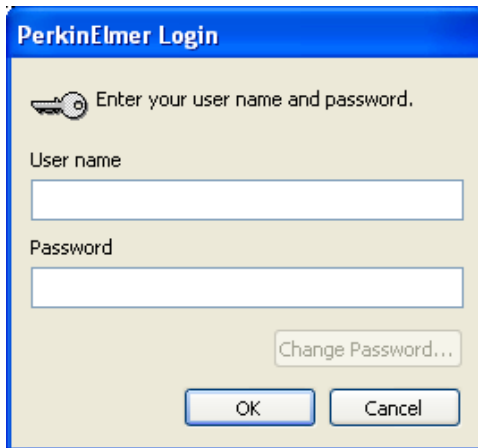 PerkinElmer Login
Enter your user name and password.
User name
Password
Change Password...
OK
Cancel